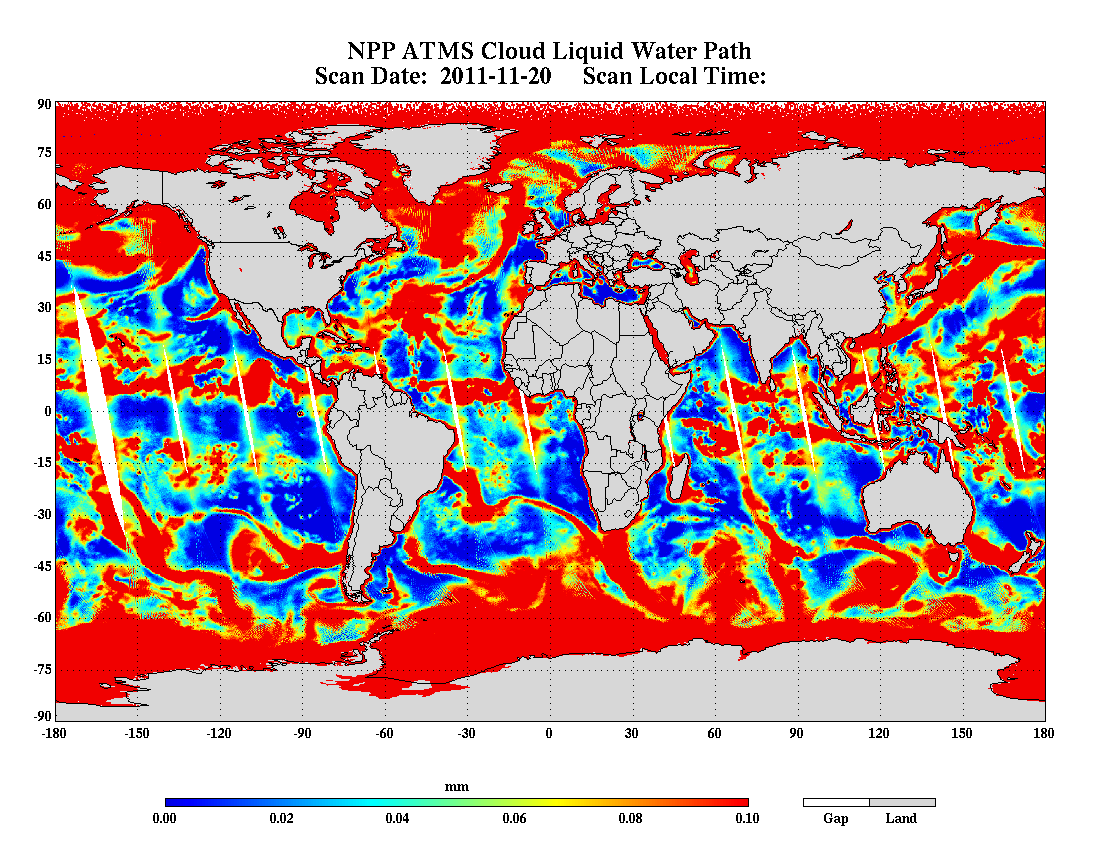 NPP ATMS Cloud Liquid Water Path
Scan Date: 2011-11-20 Scan Local Time:
90
75
60
45
30
15
0
-15
-30
-45
-60
-75
-90
-180 -150 -120 -90 -60 -30 0 30 60 90 120 150 180
mm
0.00 0.02 0.04 0.06 0.08 0.10
Gap Land